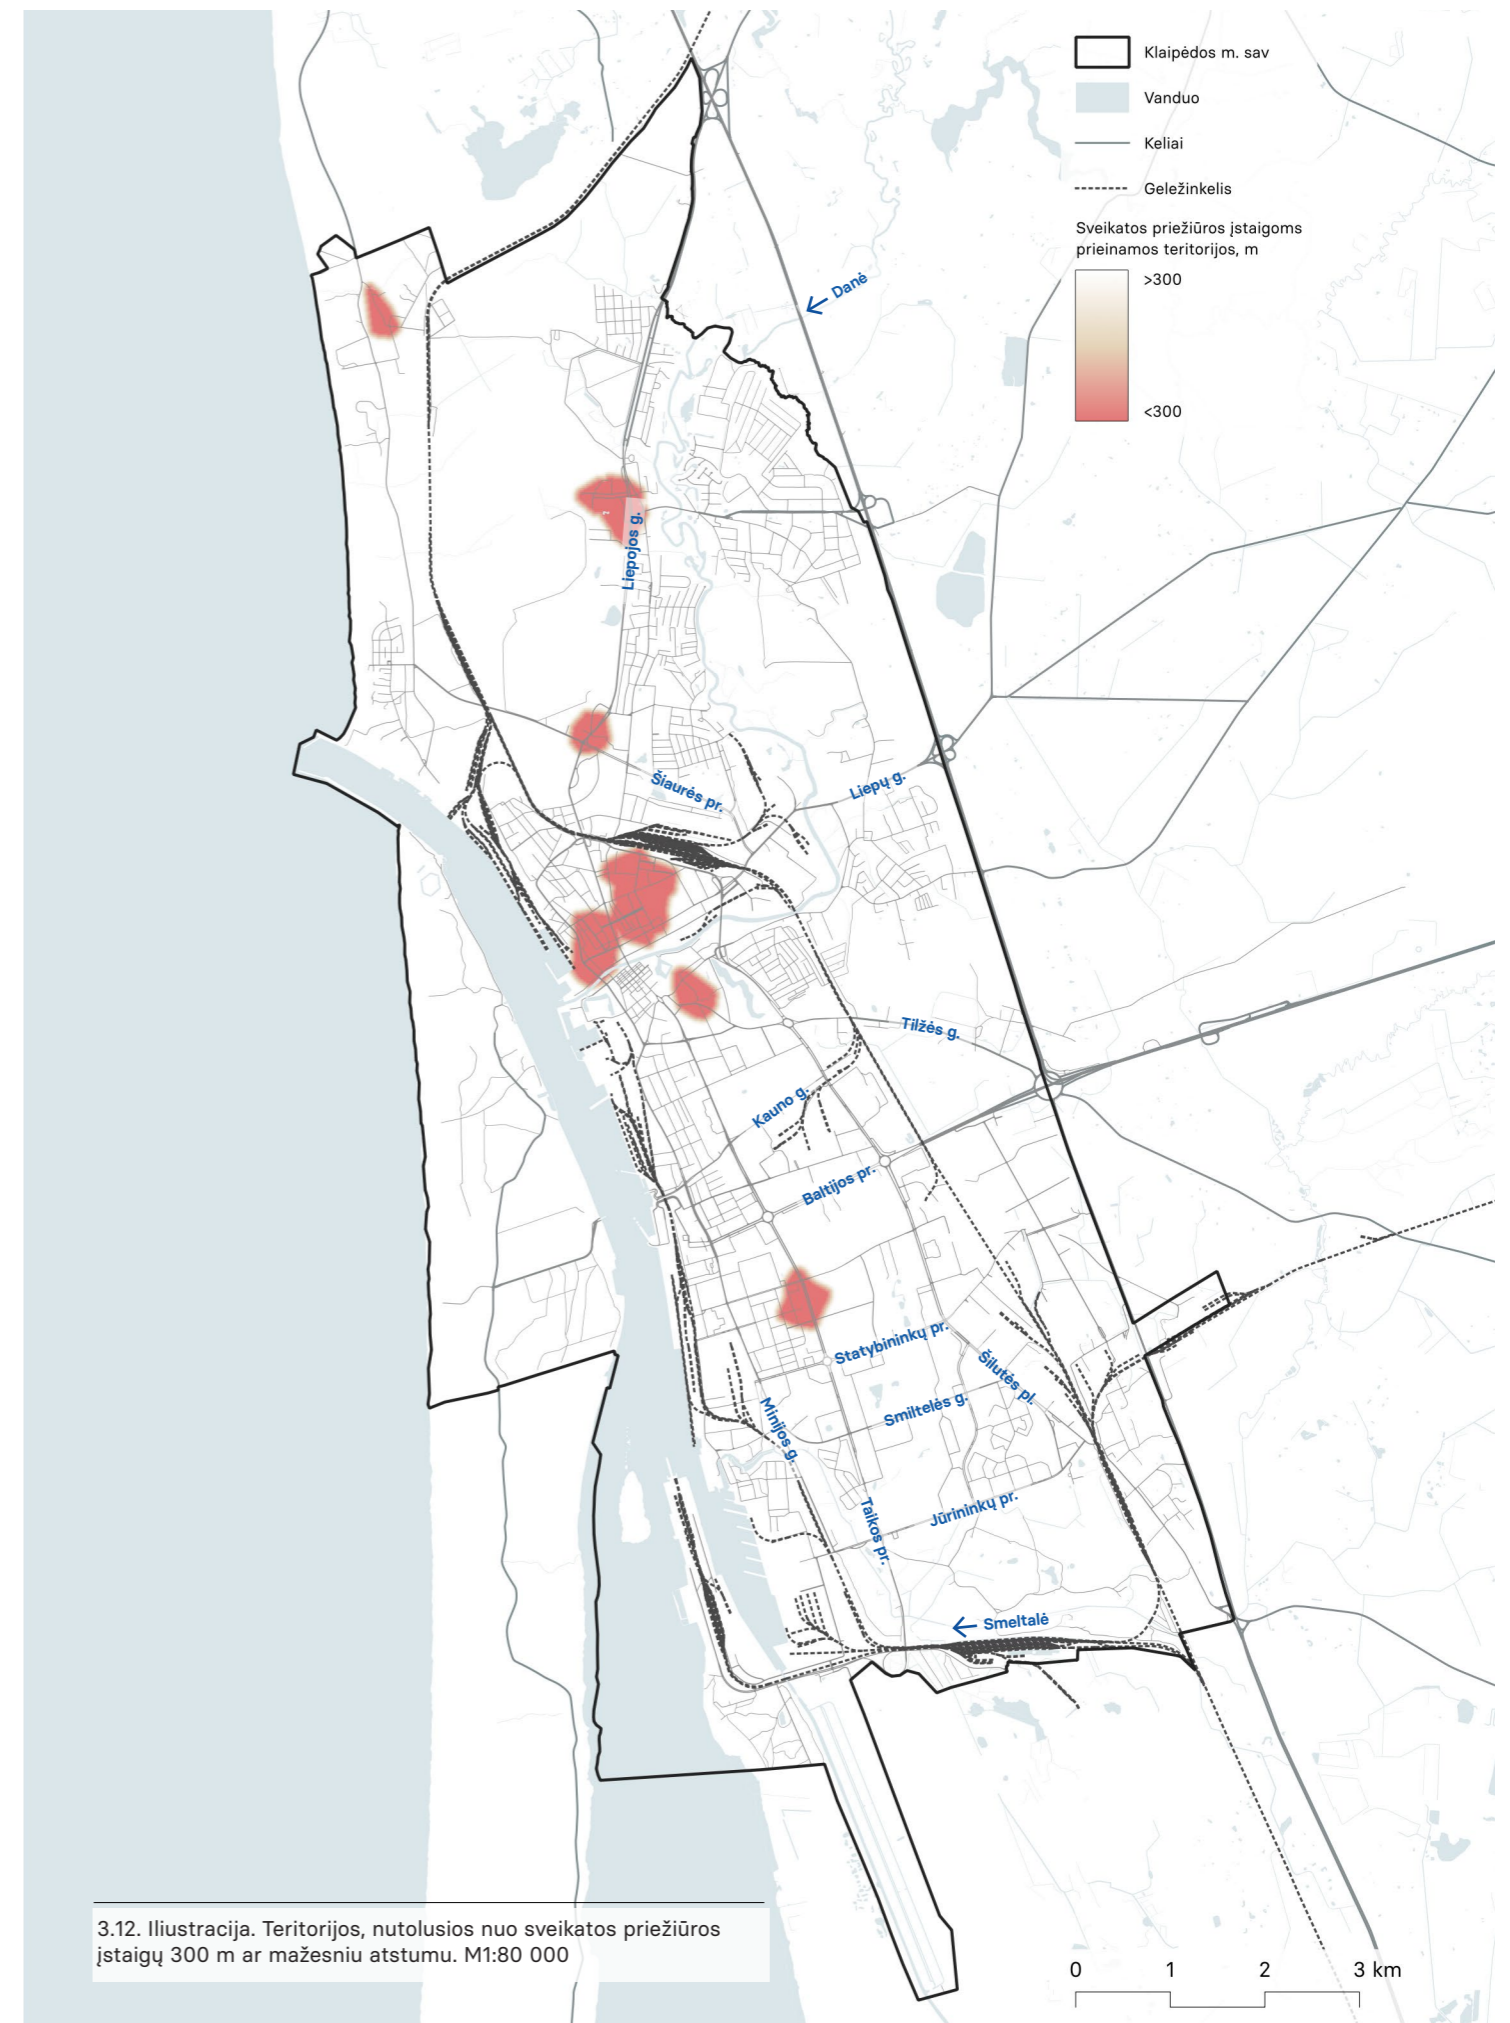 Klaipėdos m. sav
Vanduo
Keliai
Geležinkelis
Sveikatos priežiūros įstaigoms
prieinamos teritorijos, m
>300
<300
Danė
Liepojos g.
Šiaurės pr.
Liepų g.
Tilžės g.
Kauno g.
Baltijos pr.
Statybininkų pr.
Šilutės pl.
Smiltelės g.
Minijos g.
Taikos pr.
Jūrininkų pr.
Smeltalė
3.12. Iliustracija. Teritorijos, nutolusios nuo sveikatos priežiūros
įstaigų 300 m ar mažesniu atstumu. M1:80 000
0 1 2 3 km